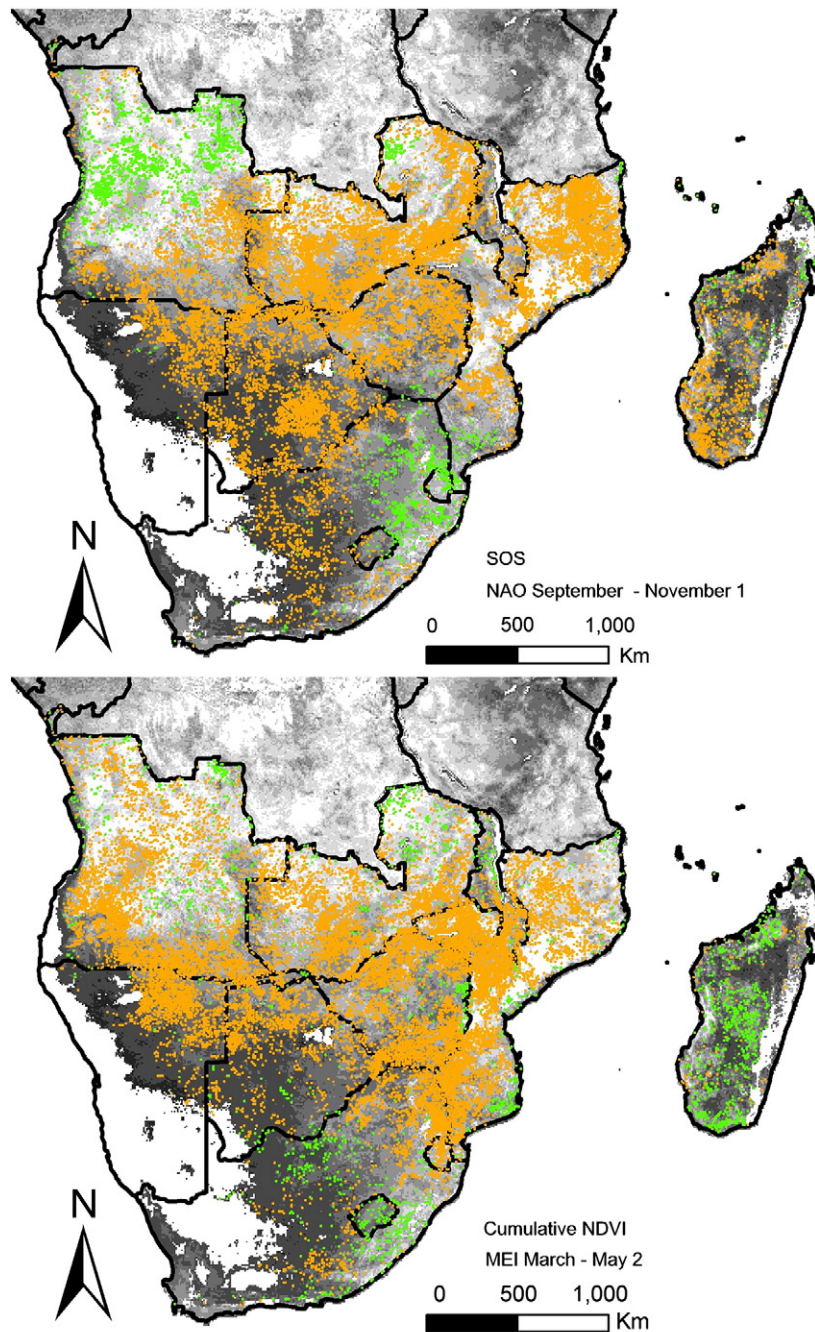 N
SOS
NAO September - November 1
0 500 1,000
Km
N
Cumulative NDVI
MEI March - May 2
0 500 1,000
Km